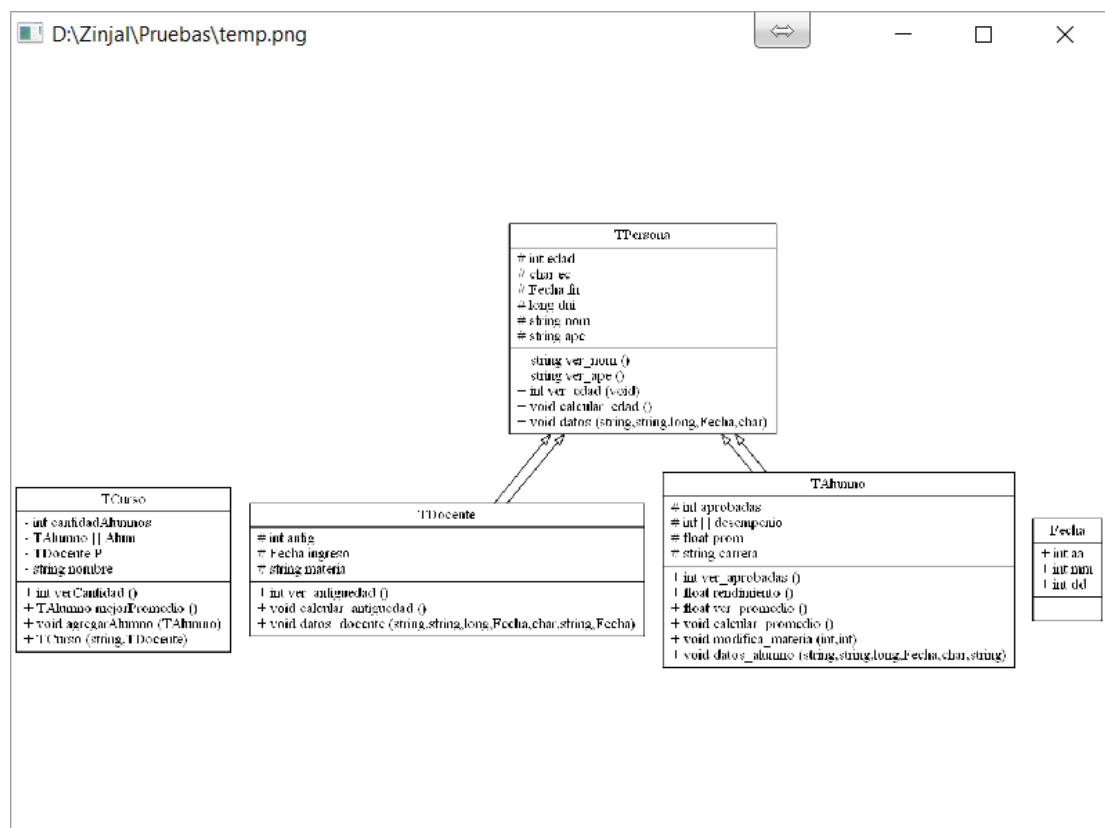 D:\ZinjaI\Pruebas\temp.png
TPersona
# int edad
# char ec
# Fecha fn
# long dni
# string nom
# string ape
string ver_nom ()
string ver_ape ()
+ int ver_edad (void)
+ void calcular_edad ()
+ void datos (string,string,long,Fecha,char)
TCurso
- int cantidadAlumnos
- TAlumno [] Alum
- TDocente P
- string nombre
+ int verCantidad ()
+ TAlumno mejorPromedio ()
+ void agregarAlumno (TAlumno)
+ TCurso (string,TDocente)
TDocente
# int antig
# Fecha ingreso
# string materia
+ int ver_antiguedad ()
+ void calcular_antiguedad ()
+ void datos_docente (string,string,long,Fecha,char,string,Fecha)
TAlumno
# int aprobadas
# int [] desempenio
# float prom
# string carrera
+ int ver_aprobadas ()
+ float rendimiento ()
+ float ver_promedio ()
+ void calcular_promedio ()
+ void modifica_materia (int,int)
+ void datos_alumno (string,string,long,Fecha,char,string)
Fecha
+ int aa
+ int mm
+ int dd